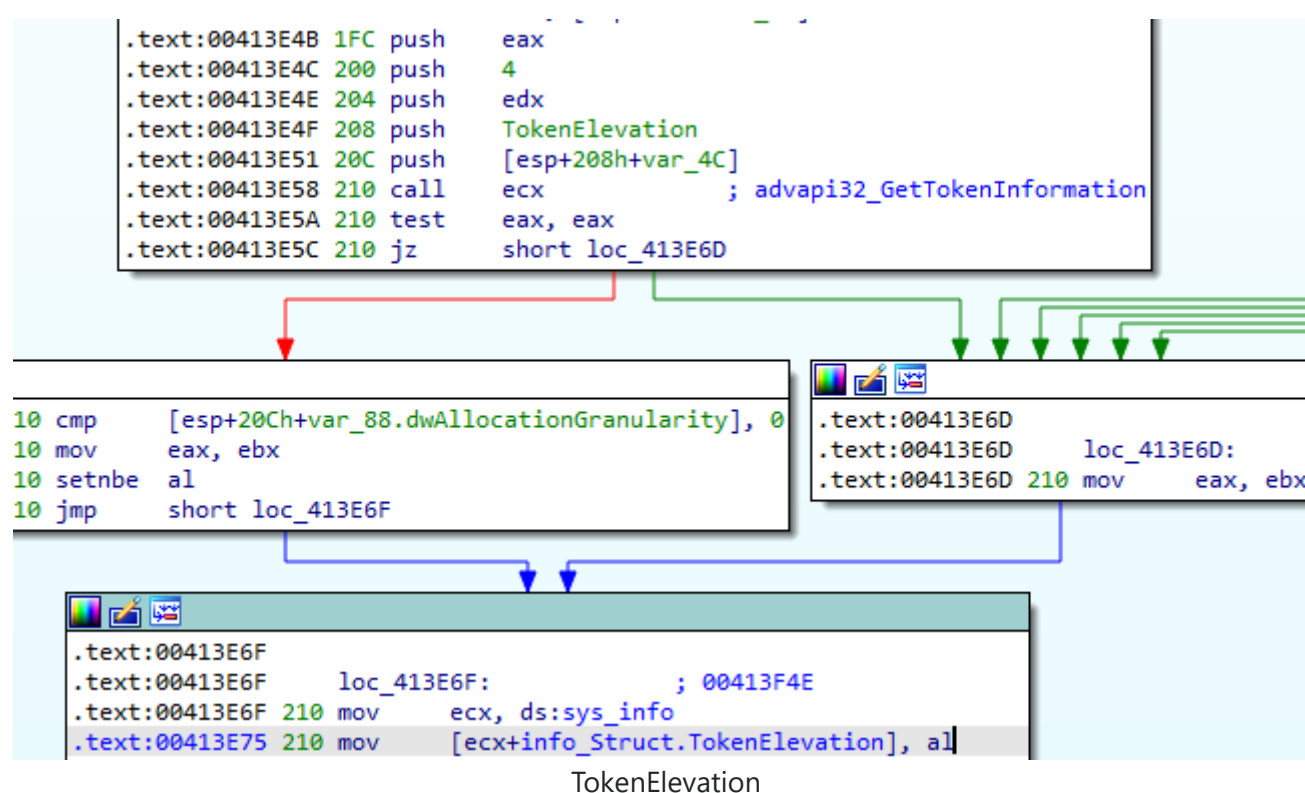 .text:00413E4B 1FC push eax
.text:00413E4C 200 push 4
.text:00413E4E 204 push edx
.text:00413E4F 208 push TokenElevation
.text:00413E51 20C push [esp+208h+var_4C]
.text:00413E58 210 call ecx ; advapi32_GetTokenInformation
.text:00413E5A 210 test eax, eax
.text:00413E5C 210 jz short loc_413E6D
10 cmp [esp+20Ch+var_88.dwAllocationGranularity], 0
10 mov eax, ebx
10 setnbe al
10 jmp short loc_413E6F
.text:00413E6D
.text:00413E6D loc_413E6D:
.text:00413E6D 210 mov eax, ebx
.text:00413E6F
.text:00413E6F loc_413E6F: ; 00413F4E
.text:00413E6F 210 mov ecx, ds:sys_info
.text:00413E75 210 mov [ecx+info_Struct.TokenElevation], al
TokenElevation